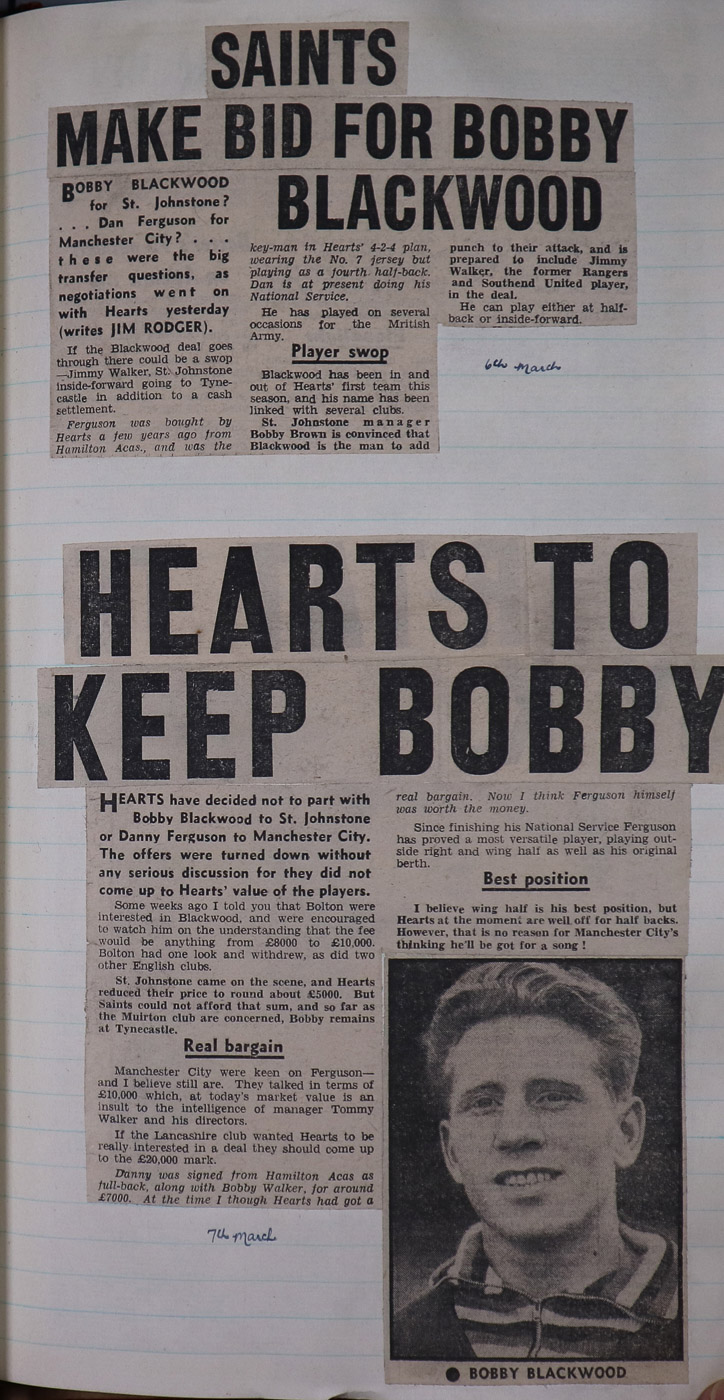 SAINTS
MAKE BID FOR BOBBY
BLACKWOOD
BOBBY BLACKWOOD
for St. Johnstone?
. . . Dan Ferguson for
Manchester City? . . .
these were the big
transfer questions, as
negotiations went on
with Hearts yesterday
(writes JIM RODGER).
If the Blackwood deal goes
through there could be a swop
—Jimmy Walker, St. Johnstone
inside-forward going to Tyne-
castle in addition to a cash
settlement.
Ferguson was bought by
Hearts a few years ago from
Hamilton Acas., and was the
key-man in Hearts' 4-2-4 plan,
wearing the No. 7 jersey but
playing as a fourth half-back.
Dan is at present doing his
National Service.
He has played on several
occasions for the Mritish
Army.
Player swop
Blackwood has been in and
out of Hearts' first team this
season, and his name has been
linked with several clubs.
St. Johnstone manager
Bobby Brown is convinced that
Blackwood is the man to add
punch to their attack, and is
prepared to include Jimmy
Walker, the former Rangers
and Southend United player,
in the deal.
He can play either at half-
back or inside-forward.
6th March
HEARTS TO
KEEP BOBBY
HEARTS have decided not to part with
Bobby Blackwood to St. Johnstone
or Danny Ferguson to Manchester City.
The offers were turned down without
any serious discussion for they did not
come up to Hearts' value of the players.
Some weeks ago I told you that Bolton were
interested in Blackwood, and were encouraged
to watch him on the understanding that the fee
would be anything from £8000 to £10,000.
Bolton had one look and withdrew, as did two
other English clubs.
St. Johnstone came on the scene, and Hearts
reduced their price to round about £5000. But
Saints could not afford that sum, and so far as
the Muirton club are concerned, Bobby remains
at Tynecastle.
Real bargain
Manchester City were keen on Ferguson—
and I believe still are. They talked in terms of
£10,000 which, at today's market value is an
insult to the intelligence of manager Tommy
Walker and his directors.
If the Lancashire club wanted Hearts to be
really interested in a deal they should come up
to the £20,000 mark.
Danny was signed from Hamilton Acas as
full-back, along with Bobby Walker, for around
£7000. At the time I though Hearts had got a
real bargain. Now I think Ferguson himself
was worth the money.
Since finishing his National Service Ferguson
has proved a most versatile player, playing out-
side right and wing half as well as his original
berth.
Best position
I believe wing half is his best position, but
Hearts at the moment are well off for half backs.
However, that is no reason for Manchester City's
thinking he'll be got for a song !
7th March
● BOBBY BLACKWOOD